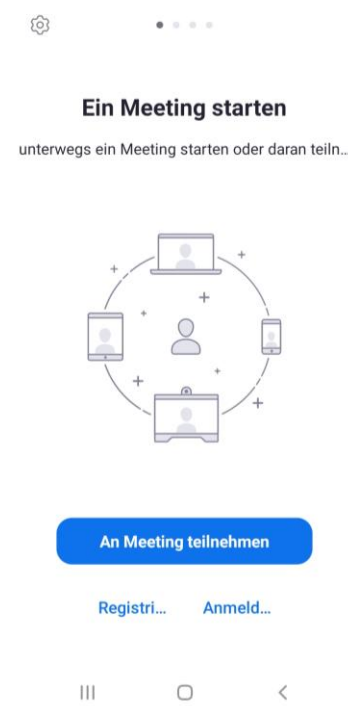 Ein Meeting starten
unterwegs ein Meeting starten oder daran teiln...
An Meeting teilnehmen
Registri... Anmeld...